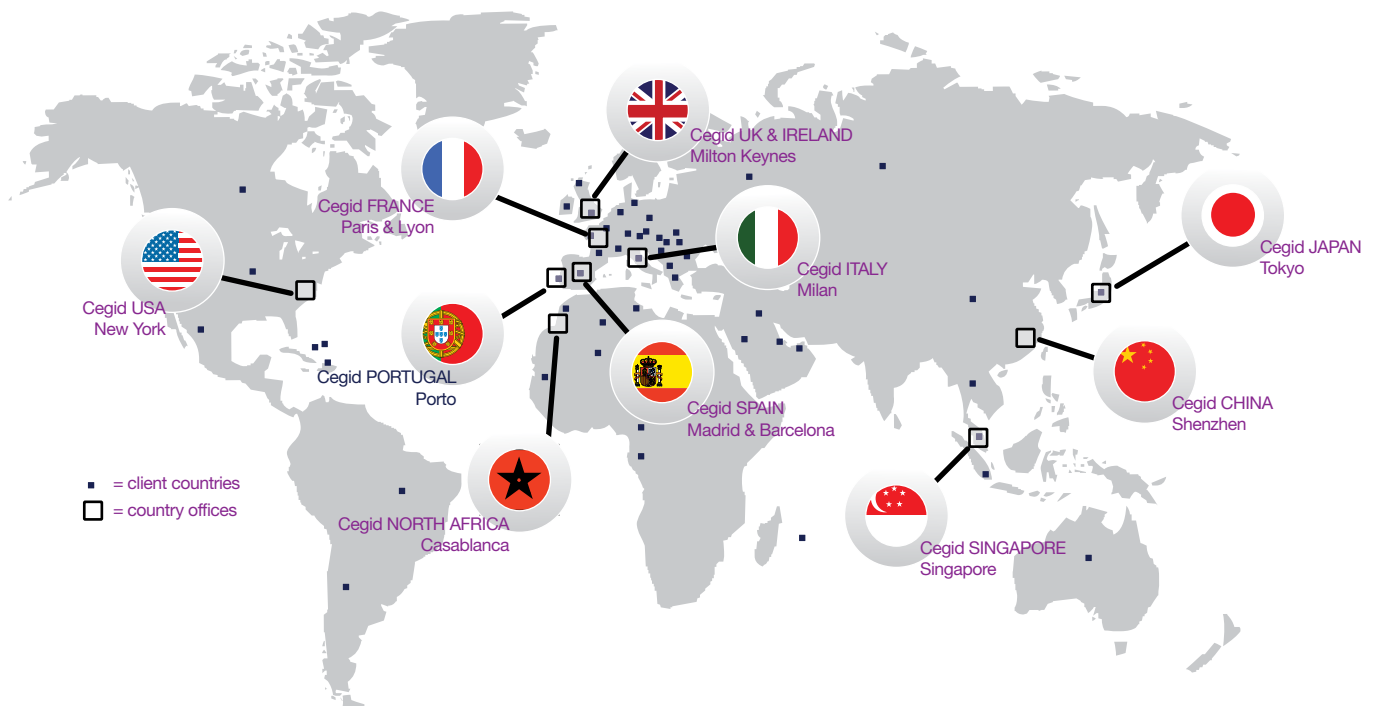 Cegid UK & IRELAND
Milton Keynes
Cegid FRANCE
Paris & Lyon
Cegid JAPAN
Tokyo
Cegid ITALY
Milan
Cegid USA
New York
Cegid PORTUGAL
Porto
Cegid SPAIN
Madrid & Barcelona
Cegid CHINA
Shenzhen
= client countries
= country offices
Cegid NORTH AFRICA
Casablanca
Cegid SINGAPORE
Singapore